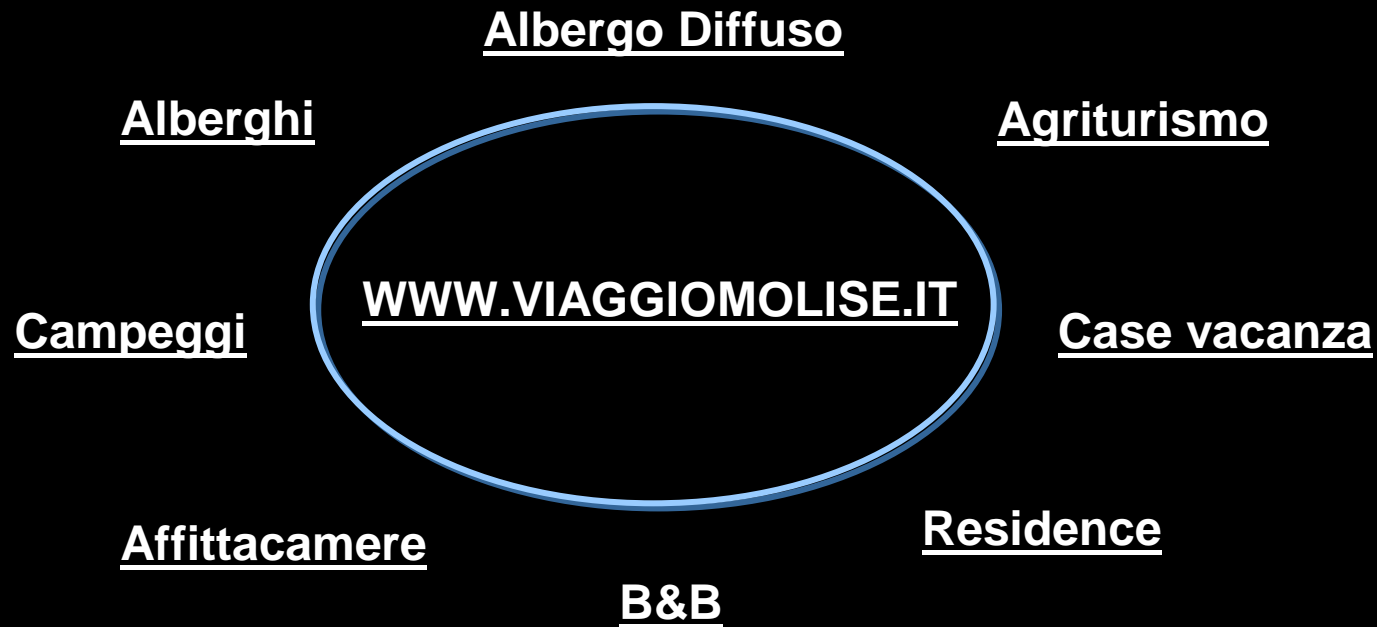 Albergo Diffuso
Alberghi
Agriturismo
WWW.VIAGGIOMOLISE.IT
Campeggi
Case vacanza
Affittacamere
Residence
B&B